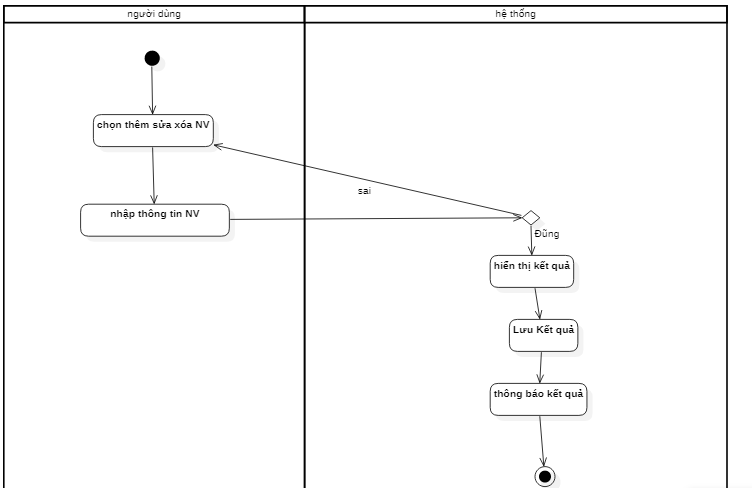 người dùng
hệ thống
chọn thêm sửa xóa NV
sai
nhập thông tin NV
Đũng
hiển thị kết quả
Lưu Kết quả
thông báo kết quả